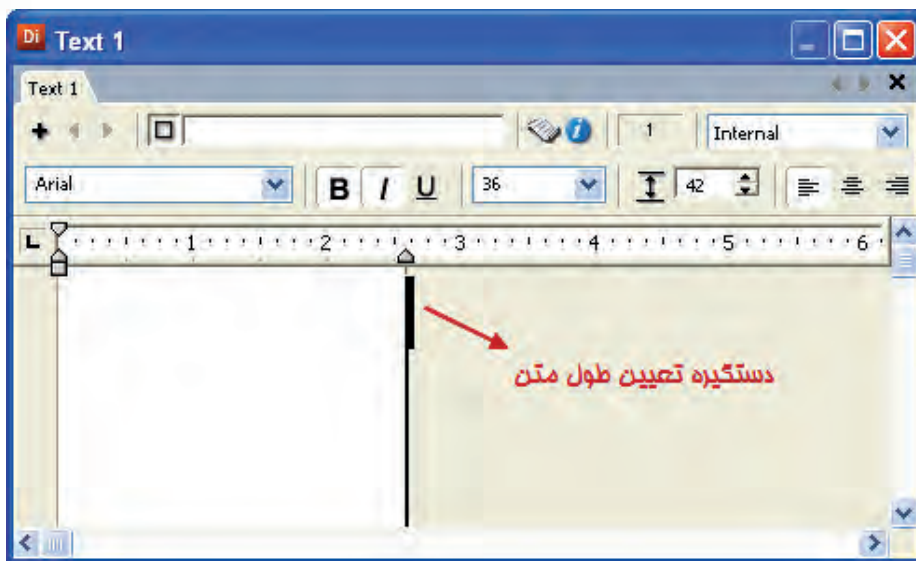 Di Text 1
Text 1
1 Internal
Arial B I U 36 42
1 2 3 4 5 6
دستگیره تعیین طول متن